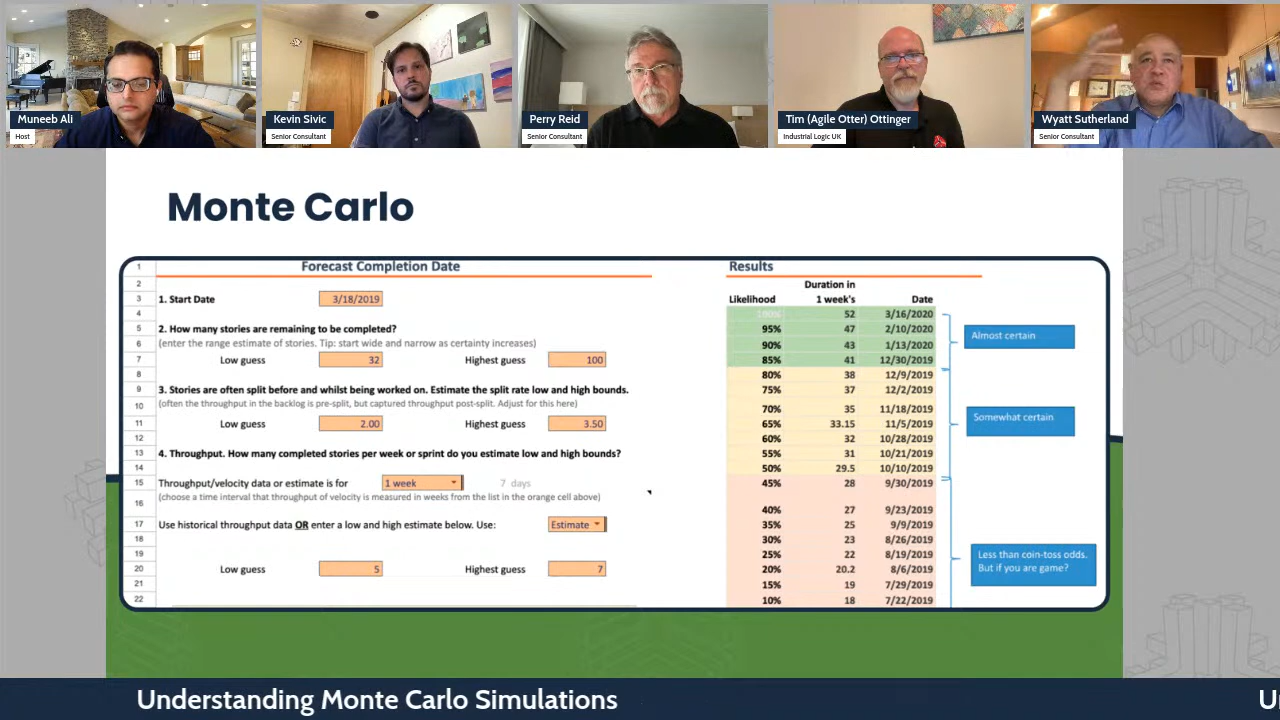 Muneeb Ali
Host
Kevin Sivic
Senior Consultant
Perry Reid
Senior Consultant
Tim (Agile Otter) Ottinger
Industrial Logic UK
Wyatt Sutherland
Senior Consultant
Monte Carlo
1 Forecast Completion Date
2
3 1. Start Date 3/18/2019
4
5 2. How many stories are remaining to be completed?
6 (enter the range estimate of stories. Tip: start wide and narrow as certainty increases)
7 Low guess 32 Highest guess 100
8
9 3. Stories are often split before and whilst being worked on. Estimate the split rate low and high bounds.
10 (often the throughput in the backlog is pre-split, but captured throughput post-split. Adjust for this here)
11 Low guess 2.00 Highest guess 3.50
12
13 4. Throughput. How many completed stories per week or sprint do you estimate low and high bounds?
14
15 Throughput/velocity data or estimate is for 1 week 7 days
16 (choose a time interval that throughput of velocity is measured in weeks from the list in the orange cell above)
17 Use historical throughput data OR enter a low and high estimate below. Use: Estimate
18
19
20 Low guess 5 Highest guess 7
21
22
Results
Duration in
Likelihood 1 week's Date
100% 52 3/16/2020
95% 47 2/10/2020
90% 43 1/13/2020
85% 41 12/30/2019
80% 38 12/9/2019
75% 37 12/2/2019
70% 35 11/18/2019
65% 33.15 11/5/2019
60% 32 10/28/2019
55% 31 10/21/2019
50% 29.5 10/10/2019
45% 28 9/30/2019
40% 27 9/23/2019
35% 25 9/9/2019
30% 23 8/26/2019
25% 22 8/19/2019
20% 20.2 8/6/2019
15% 19 7/29/2019
10% 18 7/22/2019
Almost certain
Somewhat certain
Less than coin-toss odds.
But if you are game?
Understanding Monte Carlo Simulations
U